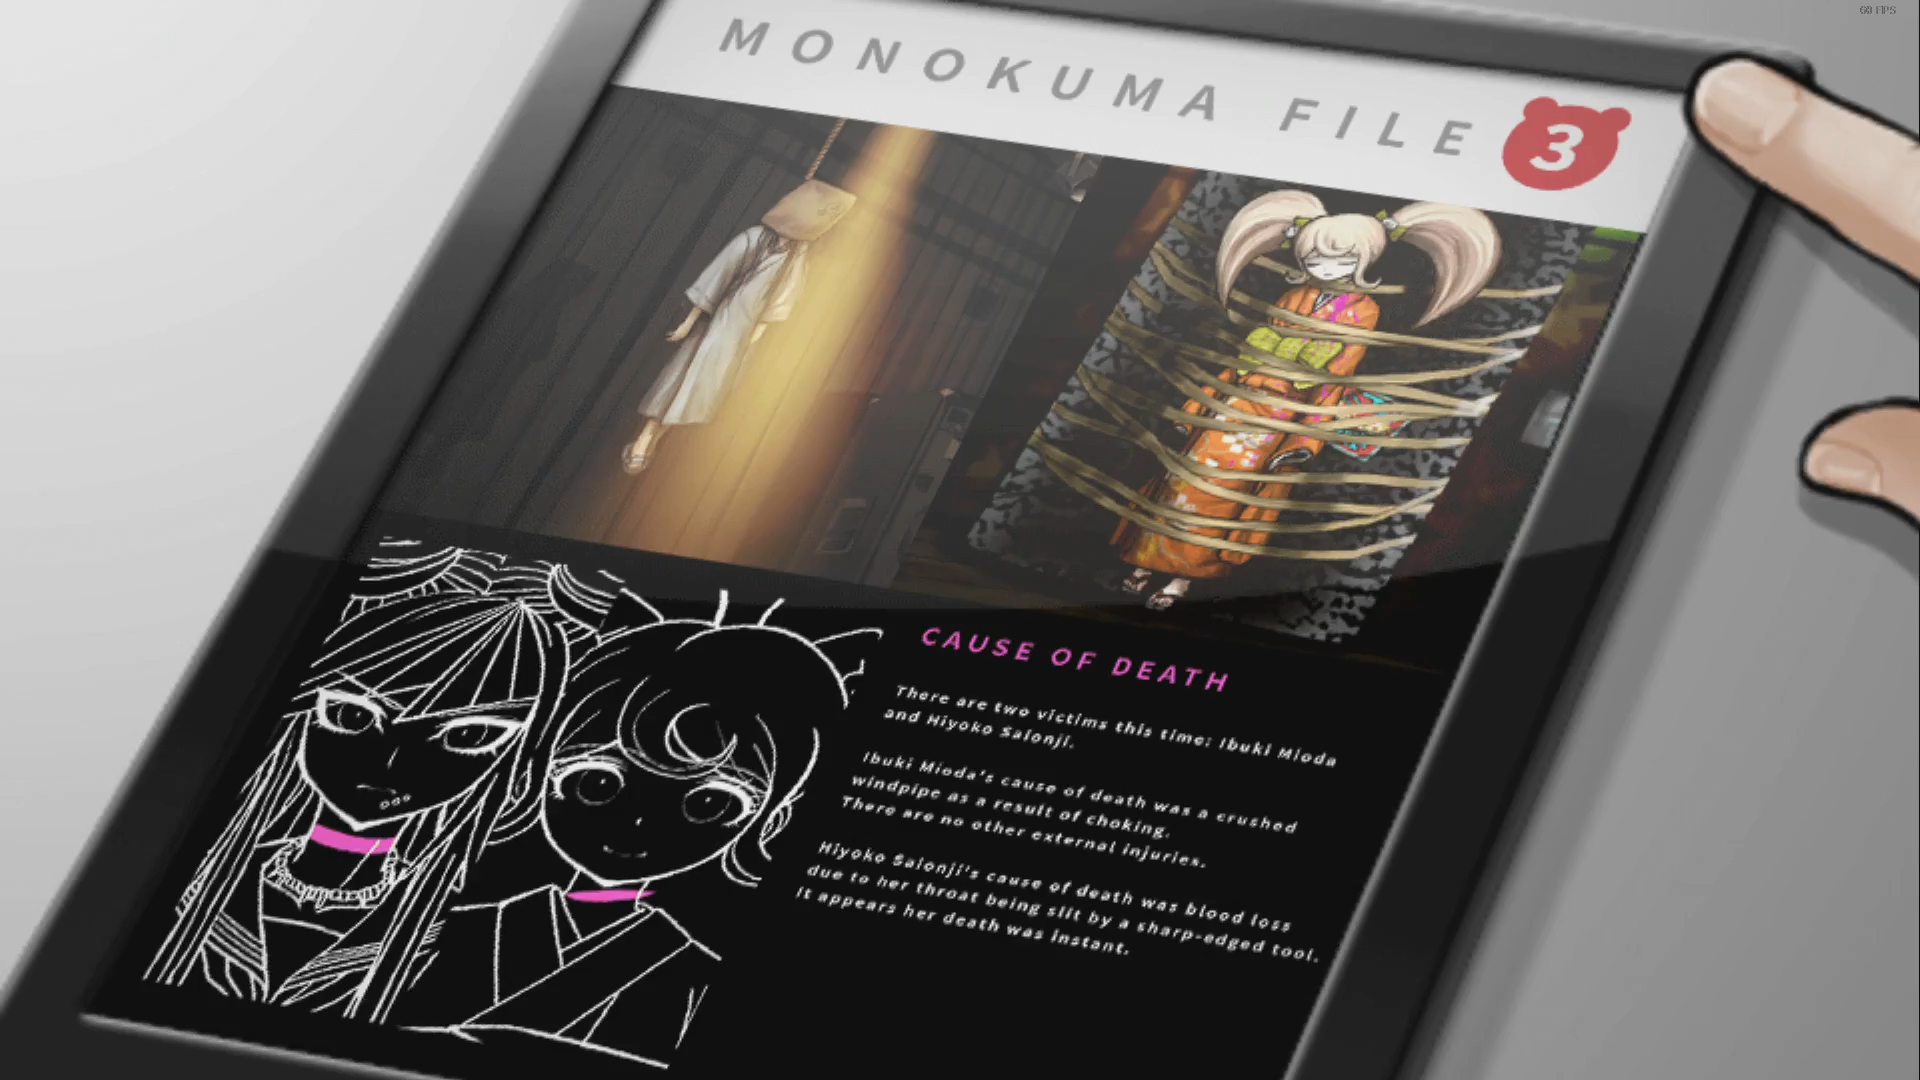 60 FPS
MONOKUMA FILE 3
CAUSE OF DEATH
There are two victims this time: Ibuki Mioda
and Hiyoko Saionji.
Ibuki Mioda's cause of death was a crushed
windpipe as a result of choking.
There are no other external injuries.
Hiyoko Saionji's cause of death was blood loss
due to her throat being slit by a sharp-edged tool.
It appears her death was instant.